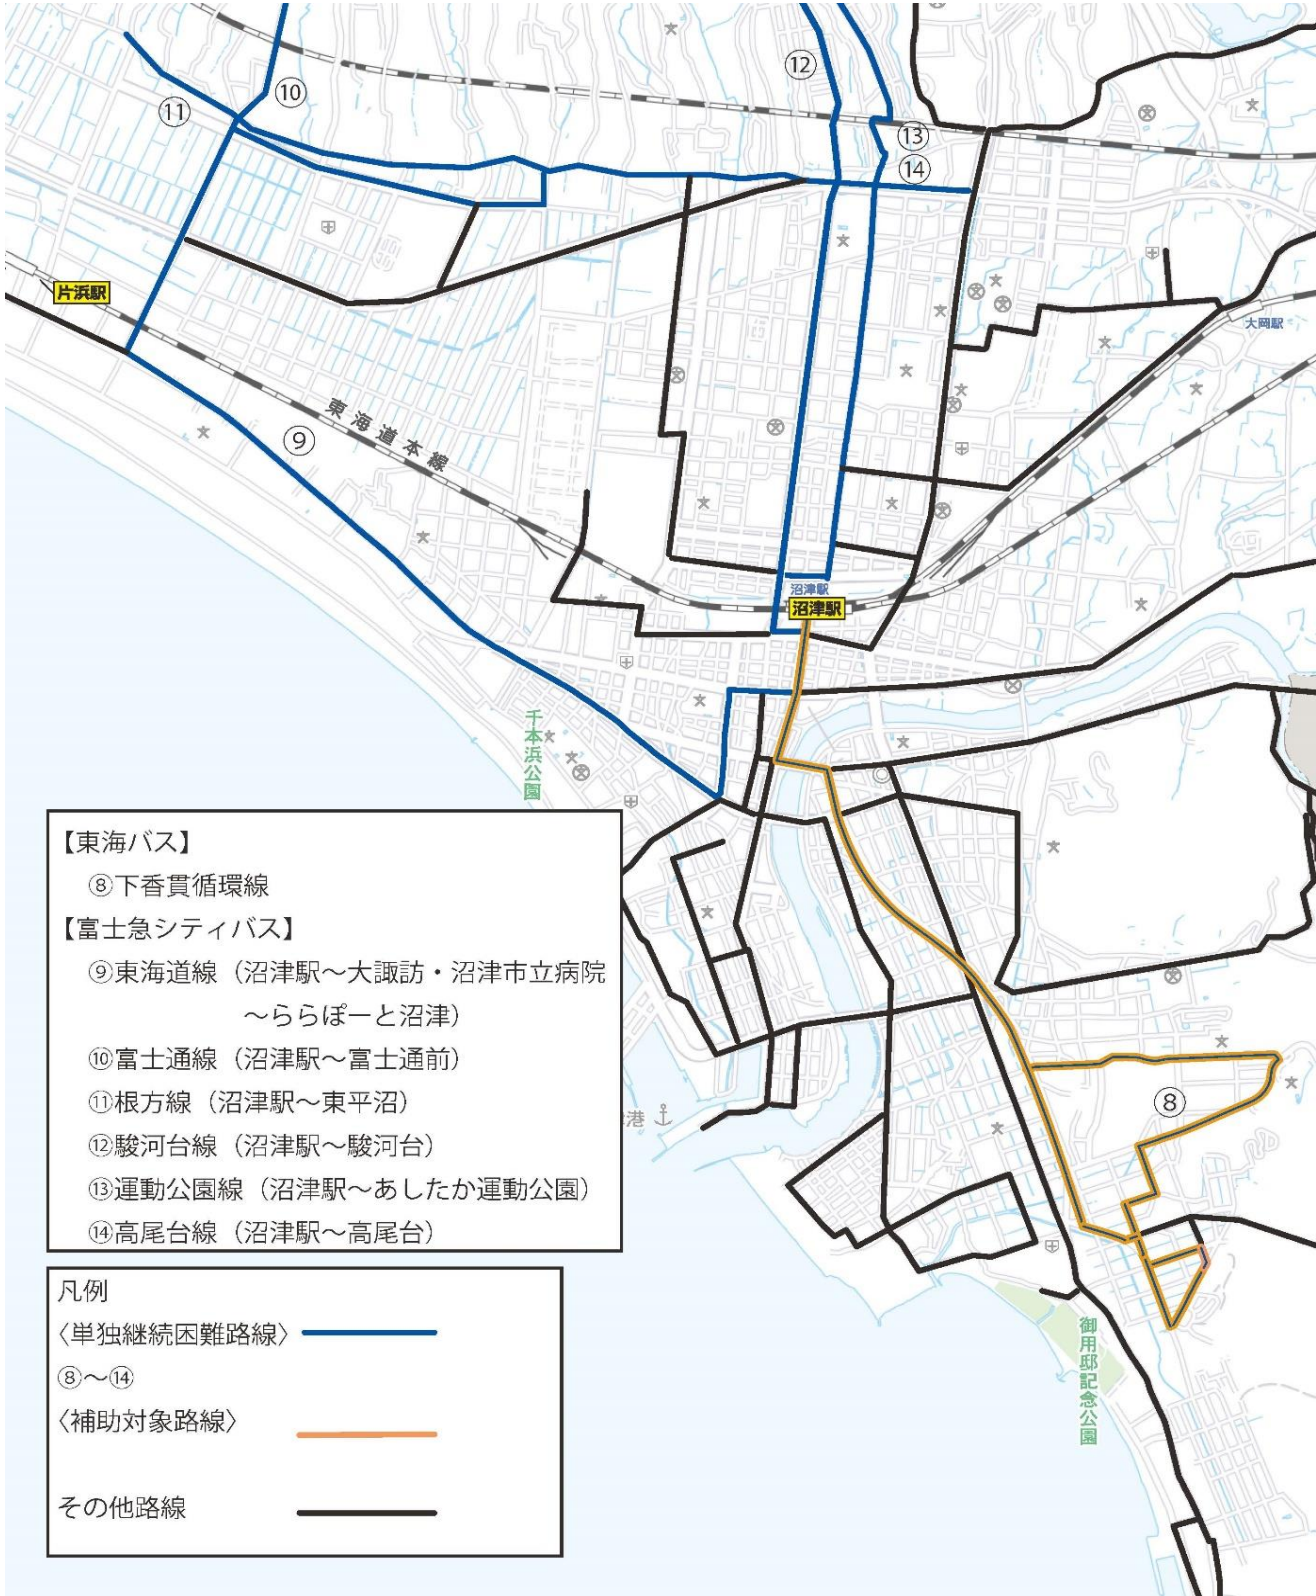 ⑫
⑩
⑪
⑬
⑭
片浜駅
大岡駅
東海道本線
⑨
沼津駅
沼津駅
千本浜公園
【東海バス】
⑧下香貫循環線
【富士急シティバス】
⑨東海道線（沼津駅～大諏訪・沼津市立病院
～ららぽーと沼津）
⑩富士通線（沼津駅～富士通前）
⑪根方線（沼津駅～東平沼）
⑫駿河台線（沼津駅～駿河台）
⑬運動公園線（沼津駅～あしたか運動公園）
⑭高尾台線（沼津駅～高尾台）
港
⑧
御用邸記念公園
凡例
〈単独継続困難路線〉
⑧～⑭
〈補助対象路線〉
その他路線